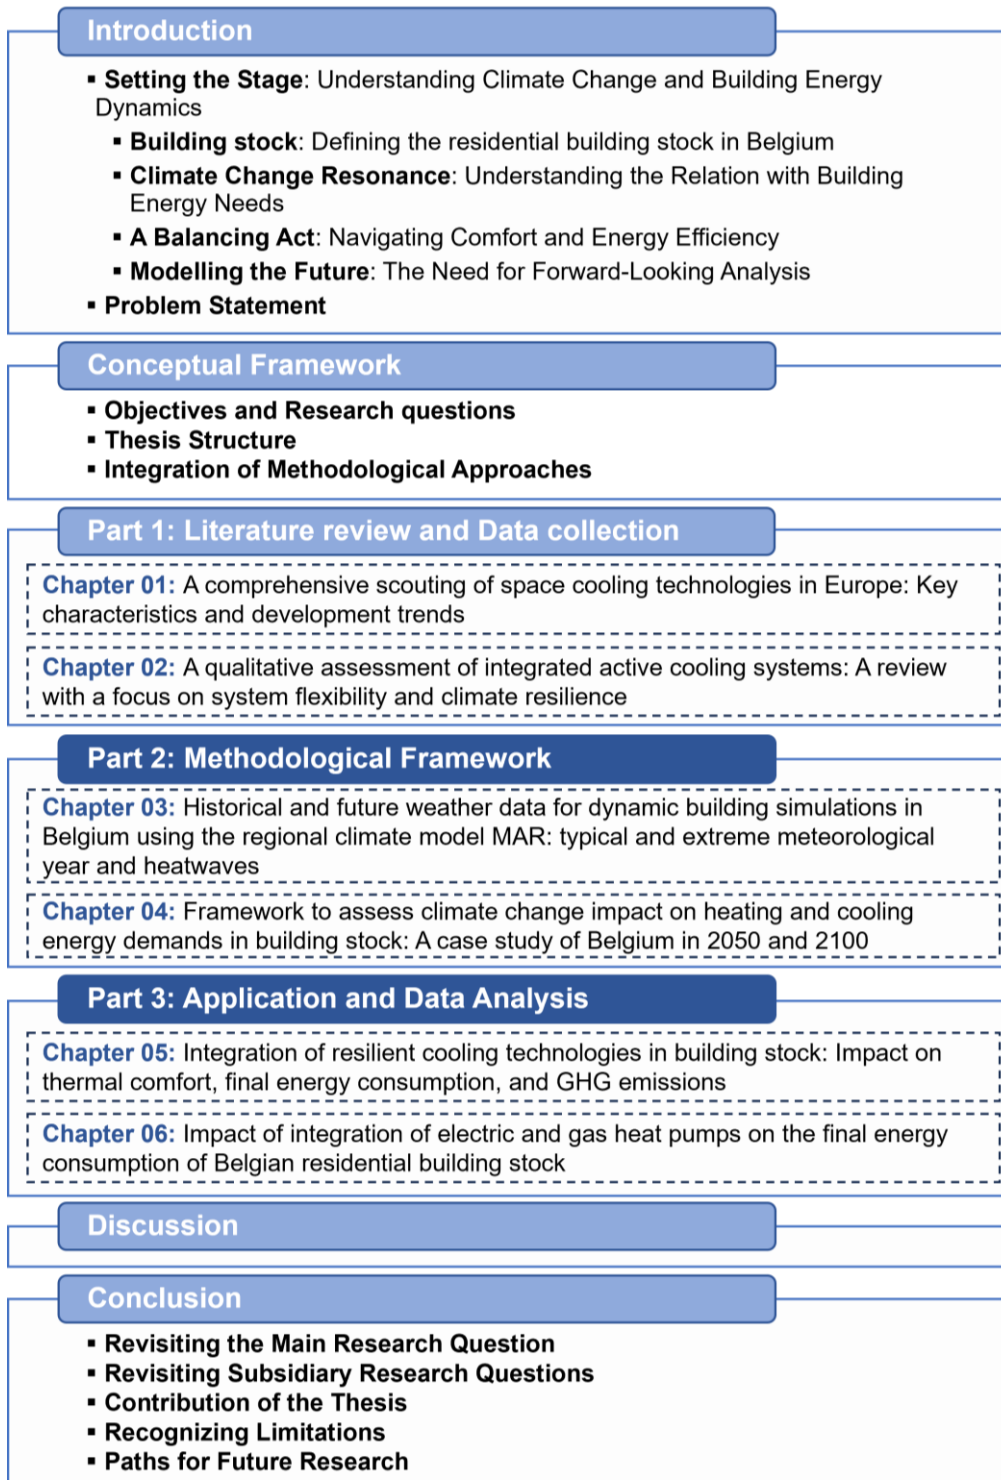 Introduction
▪ Setting the Stage: Understanding Climate Change and Building Energy
Dynamics
▪ Building stock: Defining the residential building stock in Belgium
▪ Climate Change Resonance: Understanding the Relation with Building
Energy Needs
▪ A Balancing Act: Navigating Comfort and Energy Efficiency
▪ Modelling the Future: The Need for Forward-Looking Analysis
▪ Problem Statement
Conceptual Framework
▪ Objectives and Research questions
▪ Thesis Structure
▪ Integration of Methodological Approaches
Part 1: Literature review and Data collection
Chapter 01: A comprehensive scouting of space cooling technologies in Europe: Key
characteristics and development trends
Chapter 02: A qualitative assessment of integrated active cooling systems: A review
with a focus on system flexibility and climate resilience
Part 2: Methodological Framework
Chapter 03: Historical and future weather data for dynamic building simulations in
Belgium using the regional climate model MAR: typical and extreme meteorological
year and heatwaves
Chapter 04: Framework to assess climate change impact on heating and cooling
energy demands in building stock: A case study of Belgium in 2050 and 2100
Part 3: Application and Data Analysis
Chapter 05: Integration of resilient cooling technologies in building stock: Impact on
thermal comfort, final energy consumption, and GHG emissions
Chapter 06: Impact of integration of electric and gas heat pumps on the final energy
consumption of Belgian residential building stock
Discussion
Conclusion
▪ Revisiting the Main Research Question
▪ Revisiting Subsidiary Research Questions
▪ Contribution of the Thesis
▪ Recognizing Limitations
▪ Paths for Future Research